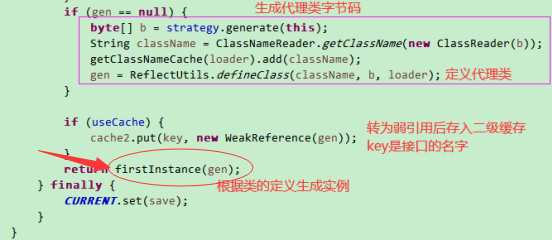 if (gen == null) { 生成代理类字节码
byte[] b = strategy.generate(this);
String className = ClassNameReader.getClassName(new ClassReader(b));
getClassNameCache(loader).add(className);
gen = ReflectUtils.defineClass(className, b, loader); 定义代理类
}
if (useCache) {
cache2.put(key, new WeakReference(gen)); 转为弱引用后存入二级缓存
} key是接口的名字
return firstInstance(gen);
} finally { 根据类的定义生成实例
CURRENT.set(save);
}
}